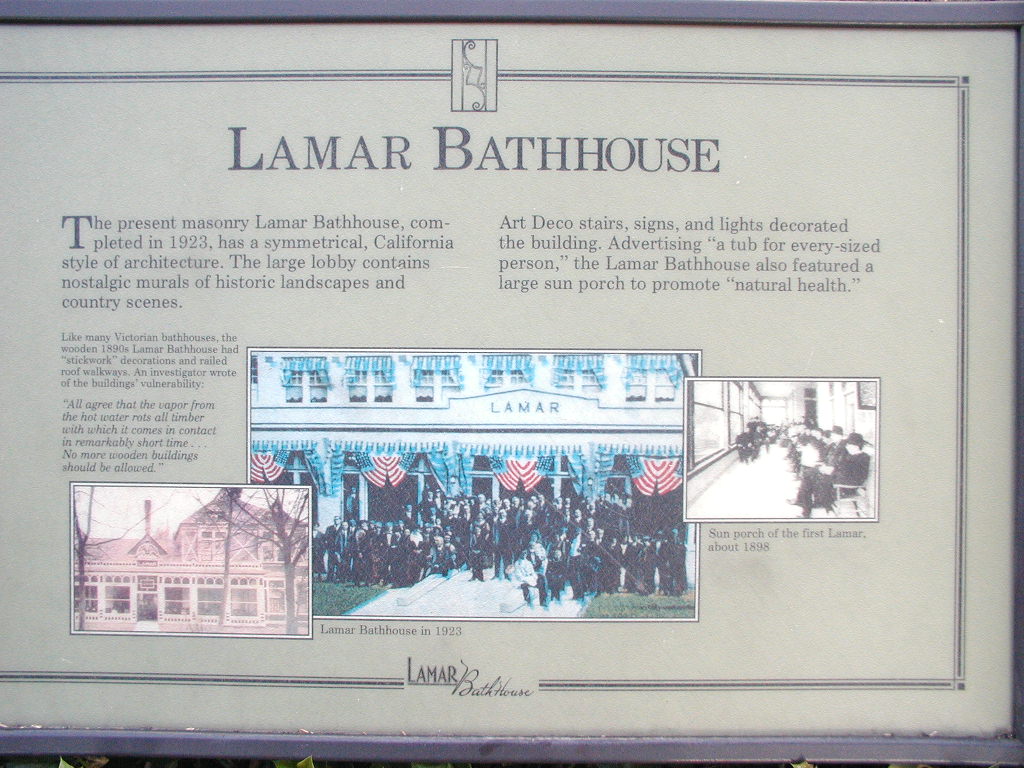 LAMAR BATHHOUSE
The present masonry Lamar Bathhouse, com-
pleted in 1923, has a symmetrical, California
style of architecture. The large lobby contains
nostalgic murals of historic landscapes and
country scenes.
Art Deco stairs, signs, and lights decorated
the building. Advertising “a tub for every-sized
person,” the Lamar Bathhouse also featured a
large sun porch to promote “natural health.”
Like many Victorian bathhouses, the
wooden 1890s Lamar Bathhouse had
“stickwork” decorations and railed
roof walkways. An investigator wrote
of the buildings’ vulnerability:
“All agree that the vapor from
the hot water rots all timber
with which it comes in contact
in remarkably short time . . .
No more wooden buildings
should be allowed.”
LAMAR
Sun porch of the first Lamar,
about 1898
Lamar Bathhouse in 1923
LAMAR BathHouse